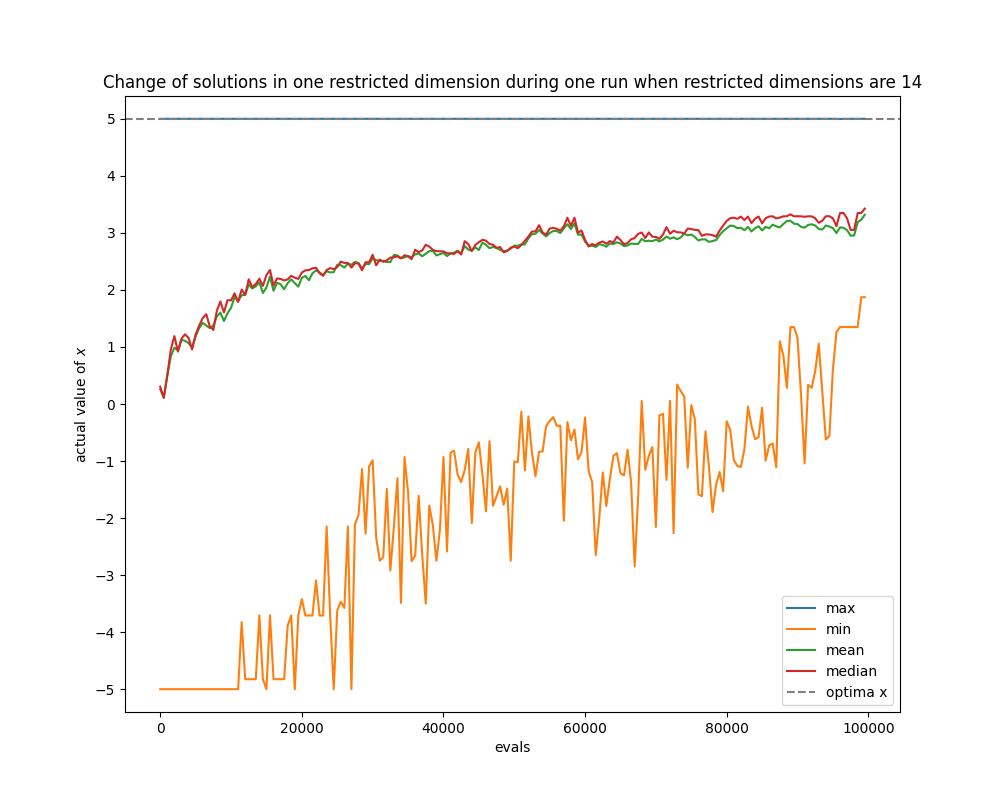 Change of solutions in one restricted dimension during one run when restricted dimensions are 14
5
4
3
2
1
0
−1
−2
−3
−4
−5
actual value of x
0 20000 40000 60000 80000 100000
evals
max
min
mean
median
optima x